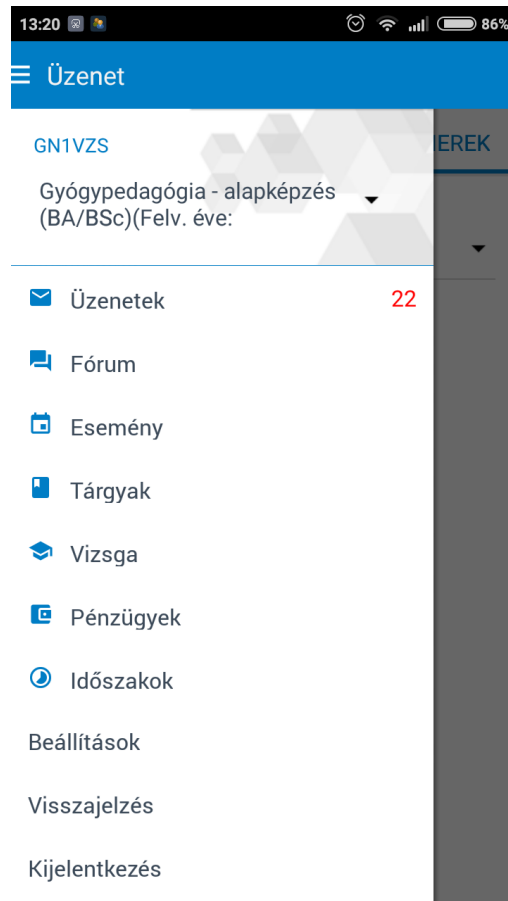 13:20 86%
Üzenet
GN1VZS
EREK
Gyógypedagógia - alapképzés
(BA/BSc)(Felv. éve:
Üzenetek 22
Fórum
Esemény
Tárgyak
Vizsga
Pénzügyek
Időszakok
Beállítások
Visszajelzés
Kijelentkezés